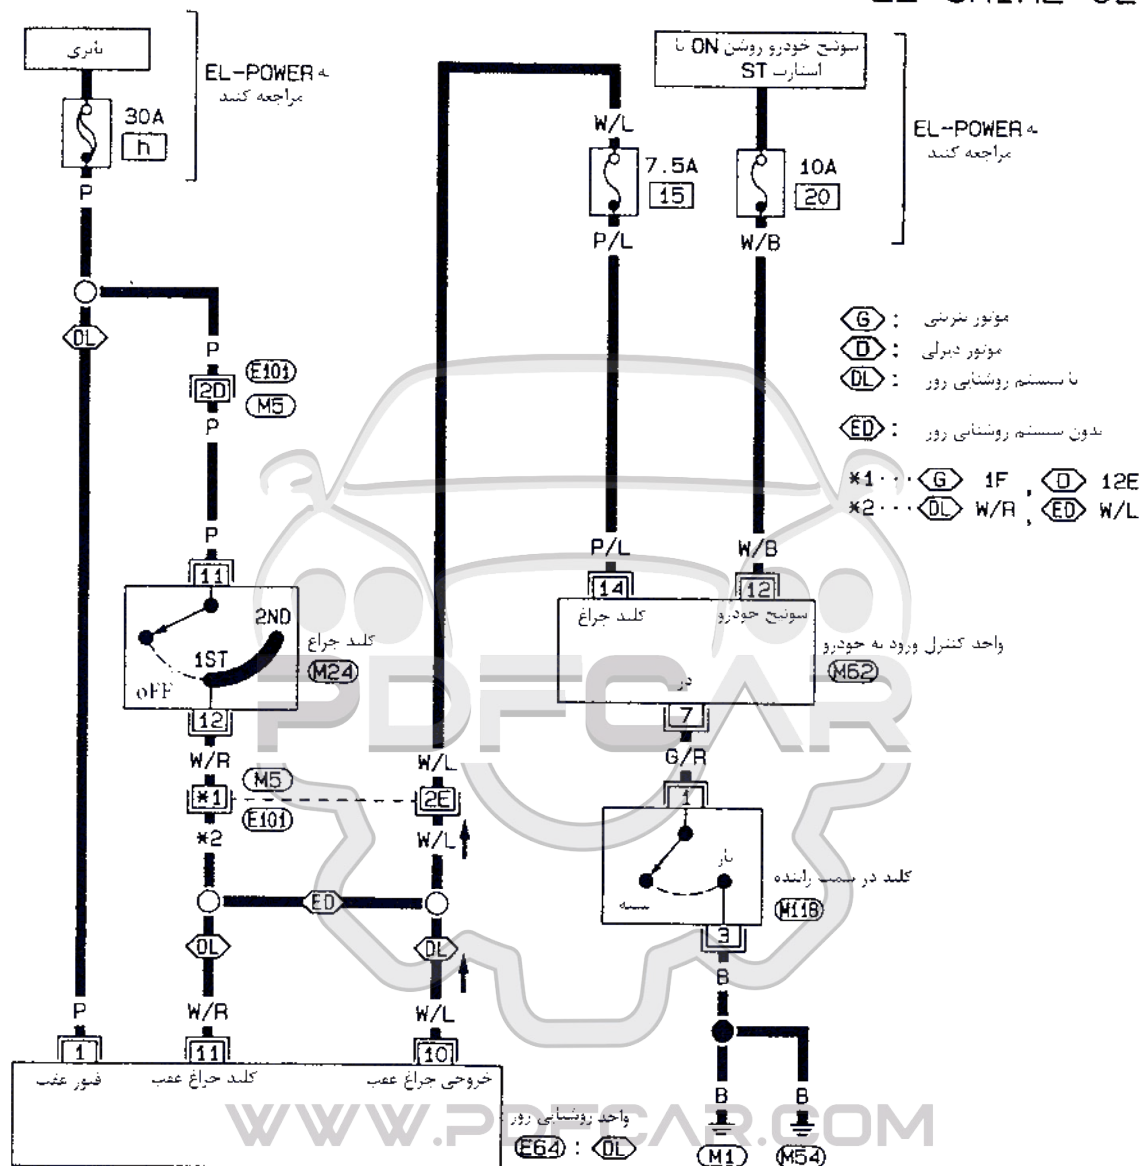 باتری
EL-POWER به
مراجعه کنید
30A
h
P
سوئیچ خودرو روشن ON یا
استارت ST
EL-POWER به
مراجعه کنید
W/L
7.5A
15
10A
20
P/L
W/B
G : موتور بنزینی
D : موتور دیزلی
DL : با سیستم روشنایی روز
ED : بدون سیستم روشنایی روز
*1··· G 1F , D 12E
*2··· DL W/R , ED W/L
DL
P
2D
E101
M5
P
P
11
2ND
1ST
oFF
کلید چراغ
M24
12
W/R
*1
M5
E101
*2
W/L
2E
W/L
ED
DL
DL
P/L
W/B
14
12
کلید چراغ
سوئیچ خودرو
در
واحد کنترل ورود به خودرو
M62
7
G/R
1
باز
بسته
کلید در سمت راننده
M118
3
B
B
B
M1
M54
P
W/R
W/L
1
11
10
فیوز عقب
کلید چراغ عقب
خروجی چراغ عقب
واحد روشنایی روز
E64 : DL
PDFCAR
WWW.PDFCAR.COM